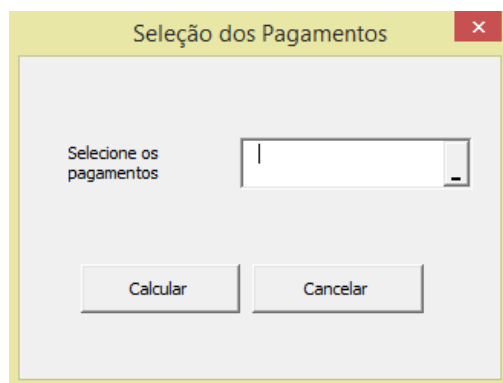 Seleção dos Pagamentos
Selecione os
pagamentos
Calcular
Cancelar